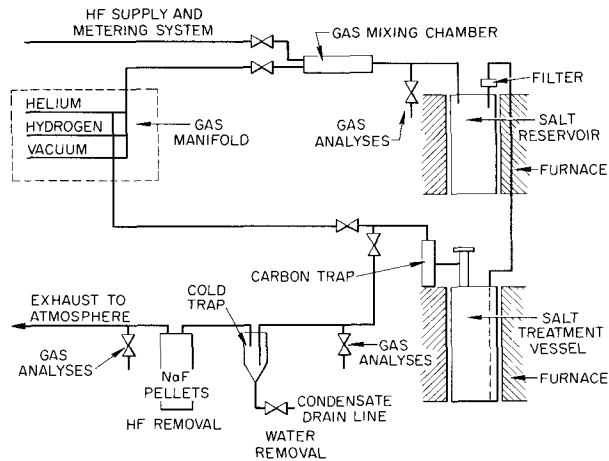 HF SUPPLY AND
METERING SYSTEM
GAS MIXING CHAMBER
FILTER
HELIUM
HYDROGEN
VACUUM
GAS
MANIFOLD
GAS
ANALYSES
SALT
RESERVOIR
FURNACE
CARBON TRAP
EXHAUST TO
ATMOSPHERE
COLD
TRAP
SALT
TREATMENT
VESSEL
GAS
ANALYSES
GAS
ANALYSES
NaF
PELLETS
FURNACE
HF REMOVAL
CONDENSATE
DRAIN LINE
WATER
REMOVAL